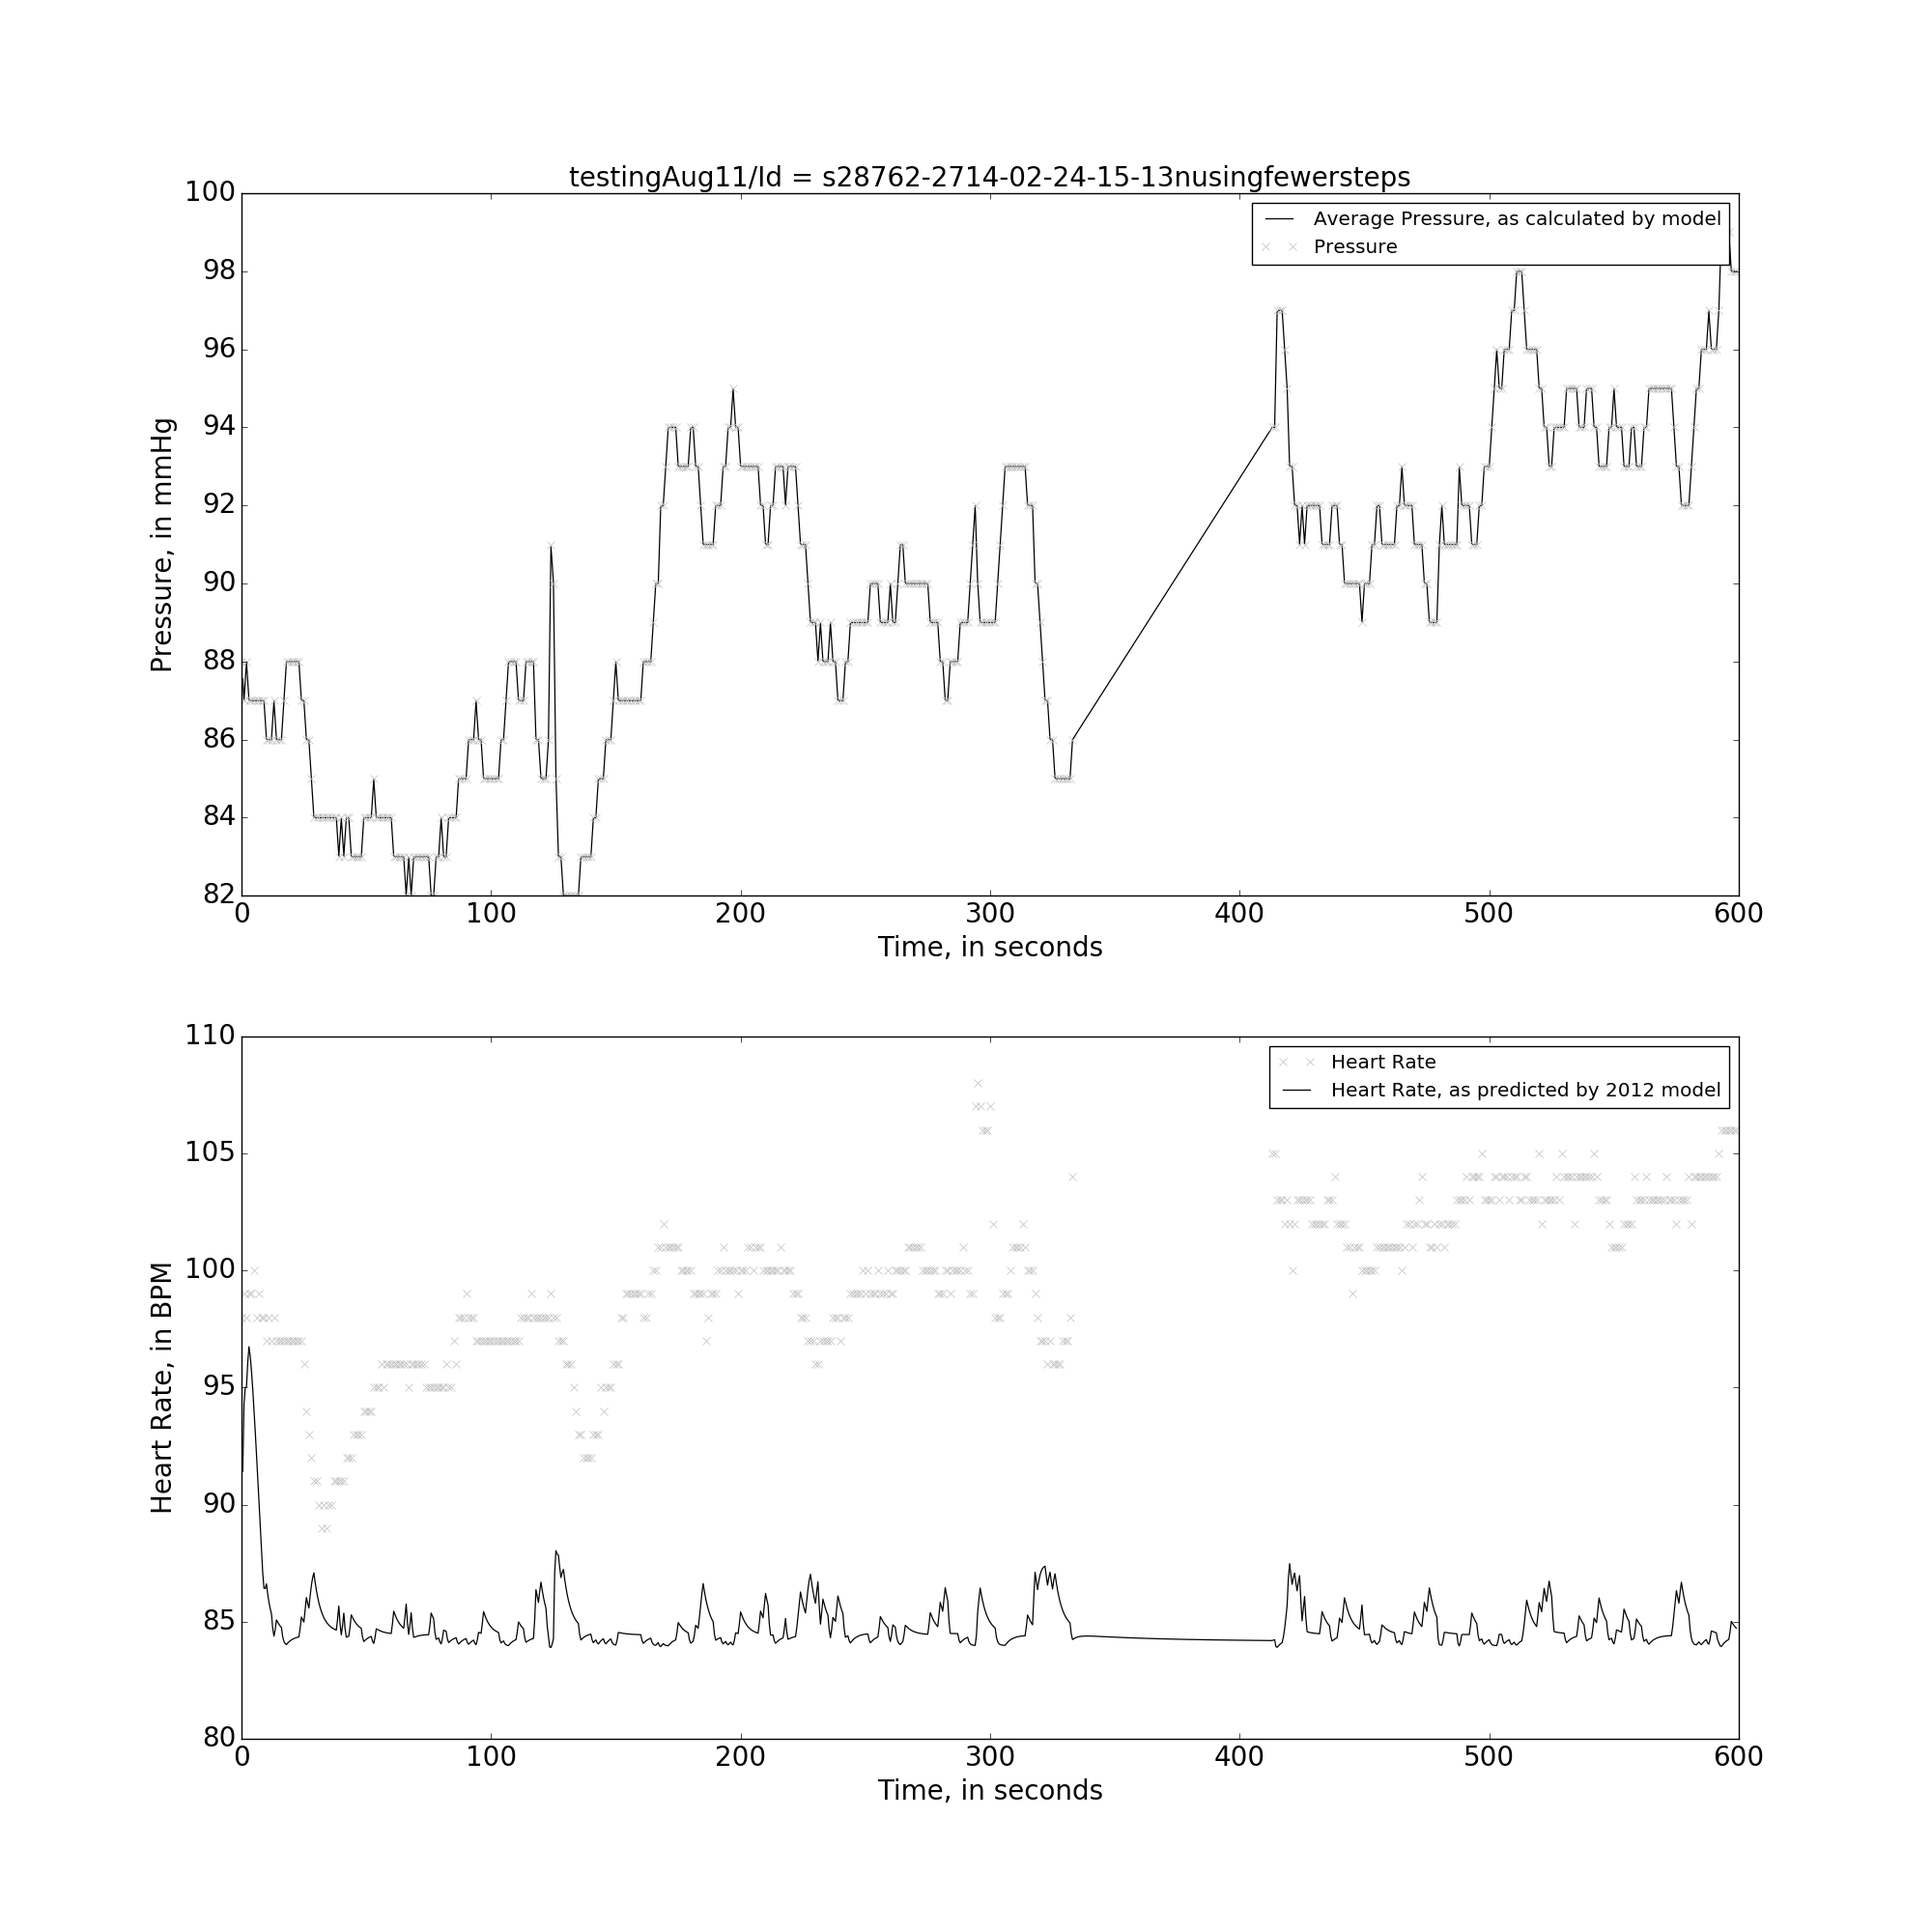 testingAug11/Id = s28762-2714-02-24-15-13nusingfewersteps
100
98
96
94
92
90
88
86
84
82
Pressure, in mmHg
Average Pressure, as calculated by model
Pressure
0 100 200 300 400 500 600
Time, in seconds
110
105
100
95
90
85
80
Heart Rate, in BPM
Heart Rate
Heart Rate, as predicted by 2012 model
0 100 200 300 400 500 600
Time, in seconds